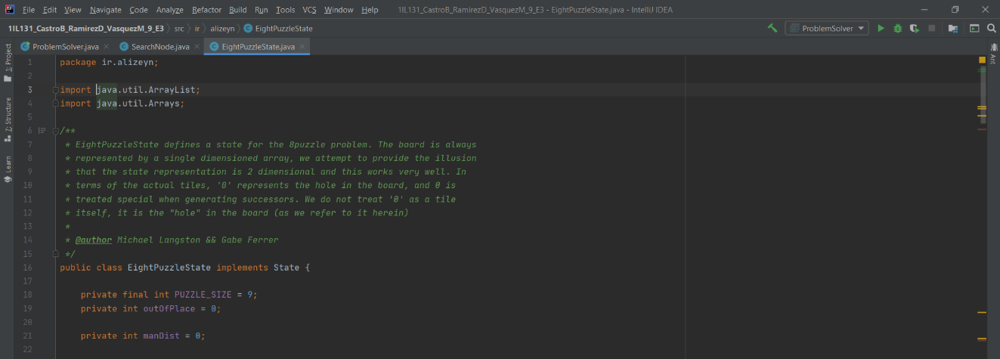 File Edit View Navigate Code Analyze Refactor Build Run Tools VCS Window Help 1IL131_CastroB_RamirezD_VasquezM_9_E3 - EightPuzzleState.java - IntelliJ IDEA
1IL131_CastroB_RamirezD_VasquezM_9_E3 src ir alizeyn EightPuzzleState ProblemSolver
ProblemSolver.java SearchNode.java EightPuzzleState.java
1: Project
7: Structure
Learn
Ant
1 package ir.alizeyn;
2
3 import java.util.ArrayList;
4 import java.util.Arrays;
5
6 /**
7 * EightPuzzleState defines a state for the 8puzzle problem. The board is always
8 * represented by a single dimensioned array, we attempt to provide the illusion
9 * that the state representation is 2 dimensional and this works very well. In
10 * terms of the actual tiles, '0' represents the hole in the board, and 0 is
11 * treated special when generating successors. We do not treat '0' as a tile
12 * itself, it is the "hole" in the board (as we refer to it herein)
13 *
14 * @author Michael Langston && Gabe Ferrer
15 */
16 public class EightPuzzleState implements State {
17
18 private final int PUZZLE_SIZE = 9;
19 private int outOfPlace = 0;
20
21 private int manDist = 0;
22